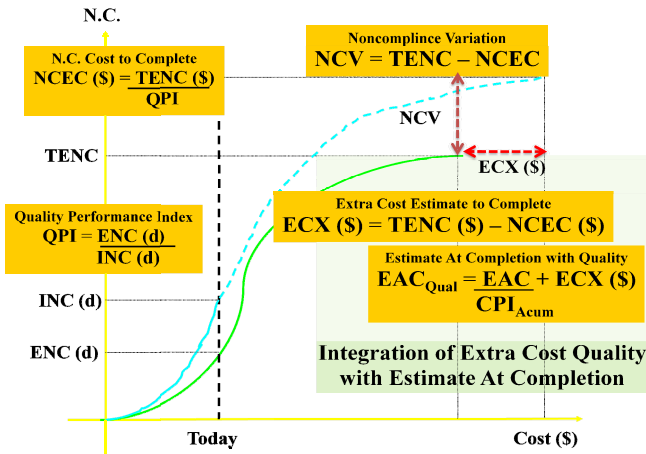 N.C.
N.C. Cost to Complete
NCEC ($) = TENC ($)
QPI
Noncomplince Variation
NCV = TENC – NCEC
NCV
TENC
ECX ($)
Extra Cost Estimate to Complete
ECX ($) = TENC ($) – NCEC ($)
Quality Performance Index
QPI = ENC (d)
INC (d)
Estimate At Completion with Quality
EACQual = EAC + ECX ($)
CPIAcum
INC (d)
ENC (d)
Integration of Extra Cost Quality
with Estimate At Completion
Today
Cost ($)